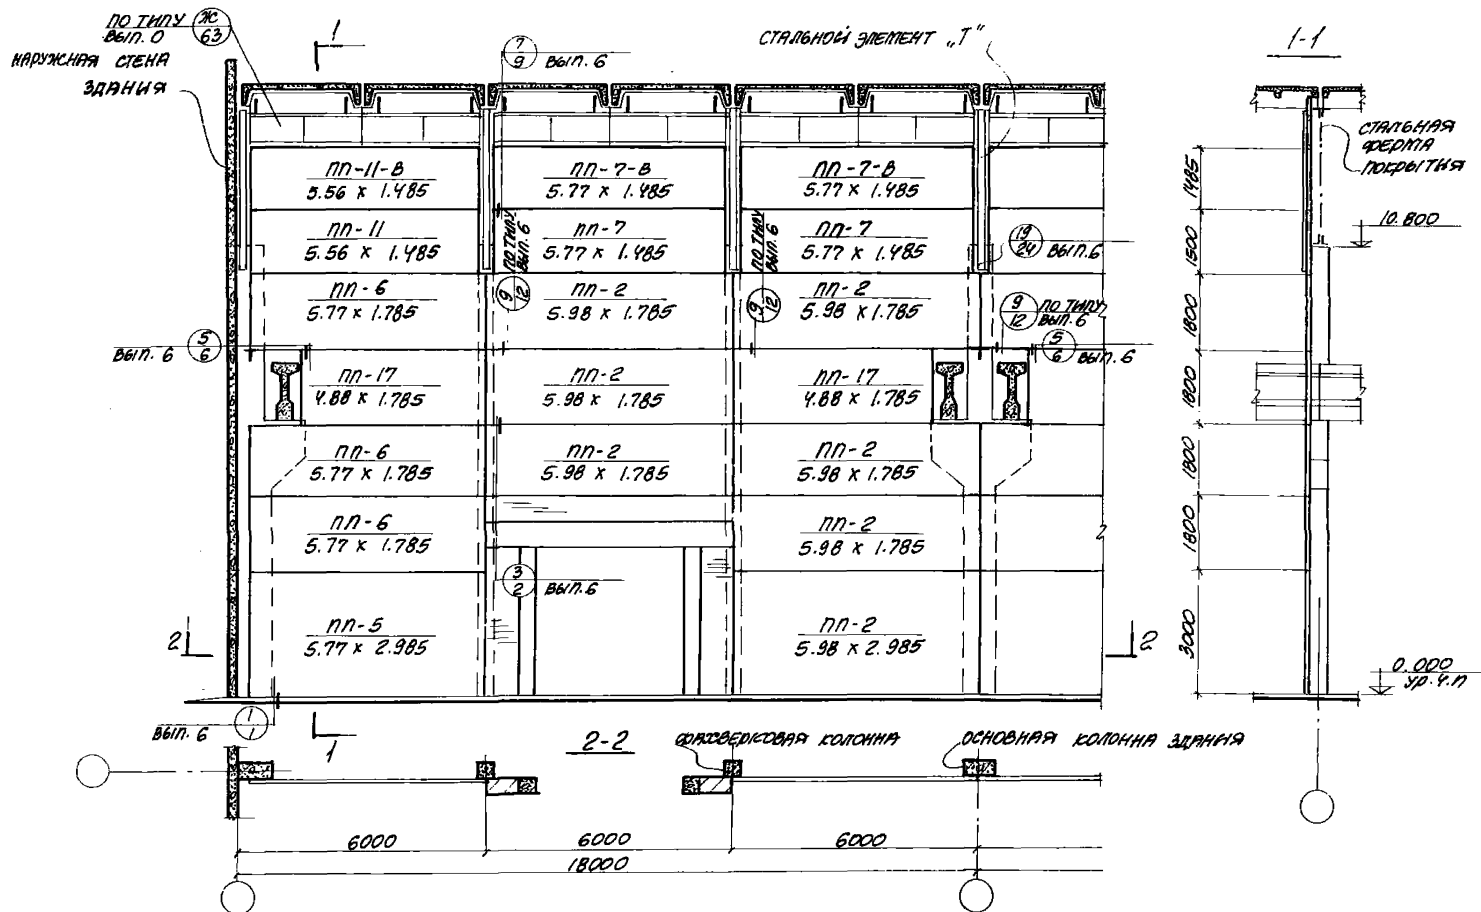 ПО ТИПУ Ж
ВЫП. 0 63
НАРУЖНАЯ СТЕНА
ЗДАНИЯ
1
7
9 ВЫП. 6
СТАЛЬНОЙ ЭЛЕМЕНТ „Т"
1-1
СТАЛЬНАЯ
ФЕРМА
ПОКРЫТИЯ
ПП-11-В
5.56 х 1.485
ПП-7-В
5.77 х 1.485
ПП-7-В
5.77 х 1.485
1485
ПП-11
5.56 х 1.485
ПО ТИПУ
ВЫП. 6
9
12
ПП-7
5.77 х 1.485
ПО ТИПУ
ВЫП. 6
9
12
ПП-7
5.77 х 1.485
19
24 ВЫП. 6
1500
10.800
ПП-6
5.77 х 1.785
ПП-2
5.98 х 1.785
ПП-2
5.98 х 1.785
9 ПО ТИПУ
12 ВЫП. 6
1800
5
ВЫП. 6 6
5
6 ВЫП. 6
ПП-17
4.88 х 1.785
ПП-2
5.98 х 1.785
ПП-17
4.88 х 1.785
1800
ПП-6
5.77 х 1.785
ПП-2
5.98 х 1.785
ПП-2
5.98 х 1.785
1800
ПП-6
5.77 х 1.785
ПП-2
5.98 х 1.785
1800
3
2 ВЫП. 6
ПП-5
5.77 х 2.985
ПП-2
5.98 х 2.985
3000
2
2
0.000
УР. Ч.П
1
ВЫП. 6 1
1
2-2
ФАХВЕРКОВАЯ КОЛОННА
ОСНОВНАЯ КОЛОННА ЗДАНИЯ
6000
6000
6000
18000